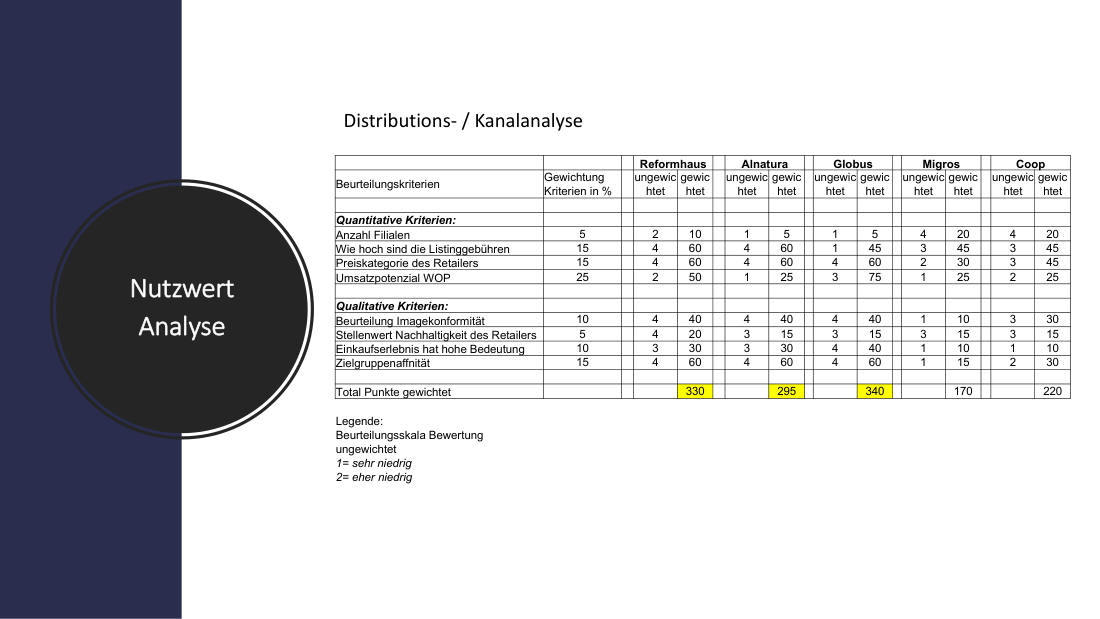 Distributions- / Kanalanalyse
Reformhaus Alnatura Globus Migros Coop
Beurteilungskriterien Gewichtung Kriterien in % ungewichtet gewichtet ungewichtet gewichtet ungewichtet gewichtet ungewichtet gewichtet ungewichtet gewichtet
Quantitative Kriterien:
Anzahl Filialen 5 2 10 1 5 1 5 4 20 4 20
Wie hoch sind die Listinggebühren 15 4 60 4 60 1 45 3 45 3 45
Preiskategorie des Retailers 15 4 60 4 60 4 60 2 30 3 45
Umsatzpotenzial WOP 25 2 50 1 25 3 75 1 25 2 25
Qualitative Kriterien:
Beurteilung Imagekonformität 10 4 40 4 40 4 40 1 10 3 30
Stellenwert Nachhaltigkeit des Retailers 5 4 20 3 15 3 15 3 15 3 15
Einkaufserlebnis hat hohe Bedeutung 10 3 30 3 30 4 40 1 10 1 10
Zielgruppenaffnität 15 4 60 4 60 4 60 1 15 2 30
Total Punkte gewichtet 330 295 340 170 220
Legende:
Beurteilungsskala Bewertung
ungewichtet
1= sehr niedrig
2= eher niedrig
Nutzwert
Analyse